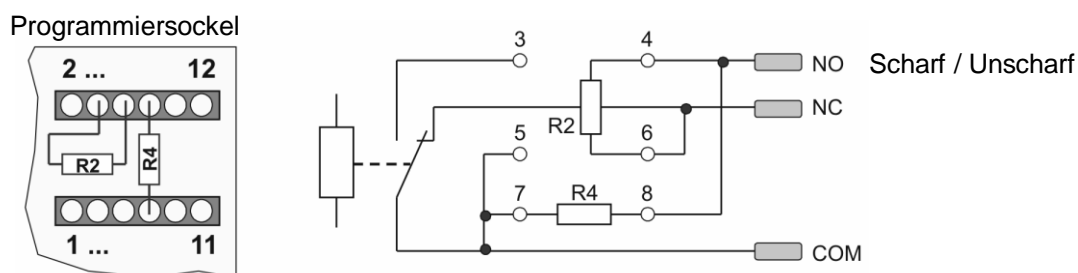 Programmiersockel
2 ... 12
R2
R4
1 ... 11
3 4
NO Scharf / Unscharf
NC
R2
5 6
7 R4 8
COM